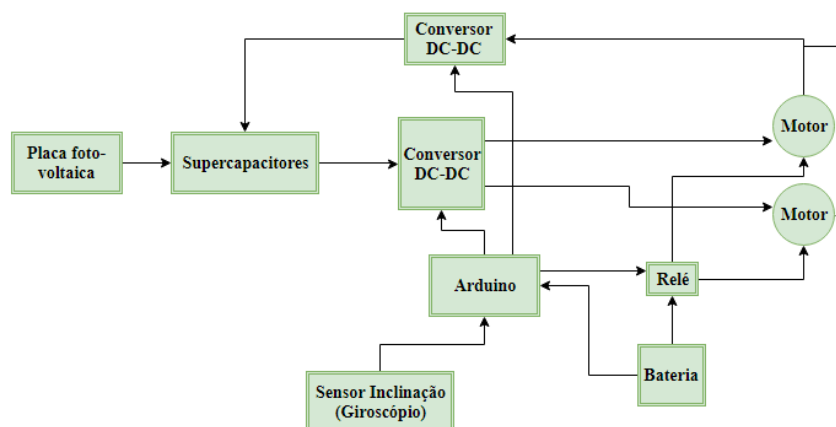 Conversor
DC-DC
Placa foto-
voltaica
Supercapacitores
Conversor
DC-DC
Motor
Motor
Arduino
Relé
Sensor Inclinação
(Giroscópio)
Bateria